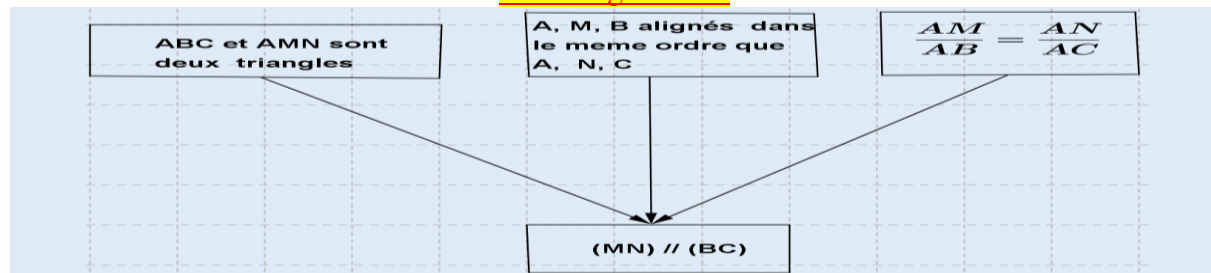 ABC et AMN sont
deux triangles
A, M, B alignés dans
le meme ordre que
A, N, C
AM/AB = AN/AC
(MN) // (BC)